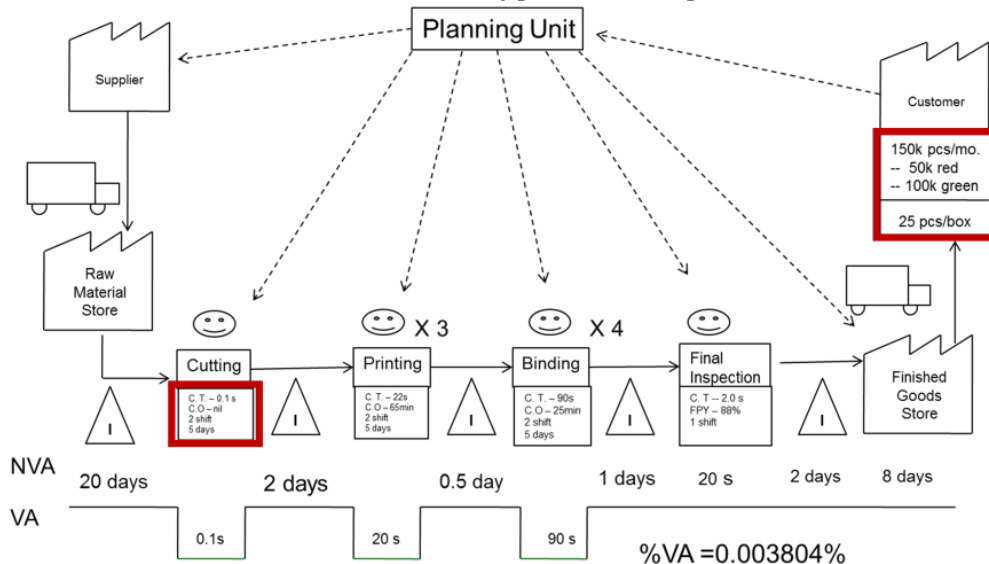 Planning Unit
Supplier
Customer
150k pcs/mo.
-- 50k red
-- 100k green
25 pcs/box
Raw
Material
Store
X 3
X 4
Cutting
C. T. – 0.1 s
C.O – nil
2 shift
5 days
Printing
C. T. – 22s
C.O – 65min
2 shift
5 days
Binding
C. T. – 90s
C.O – 25min
2 shift
5 days
Final
Inspection
C. T -- 2.0 s
FPY – 88%
1 shift
Finished
Goods
Store
I
I
I
I
I
NVA
20 days
2 days
0.5 day
1 days
20 s
2 days
8 days
VA
0.1s
20 s
90 s
%VA =0.003804%